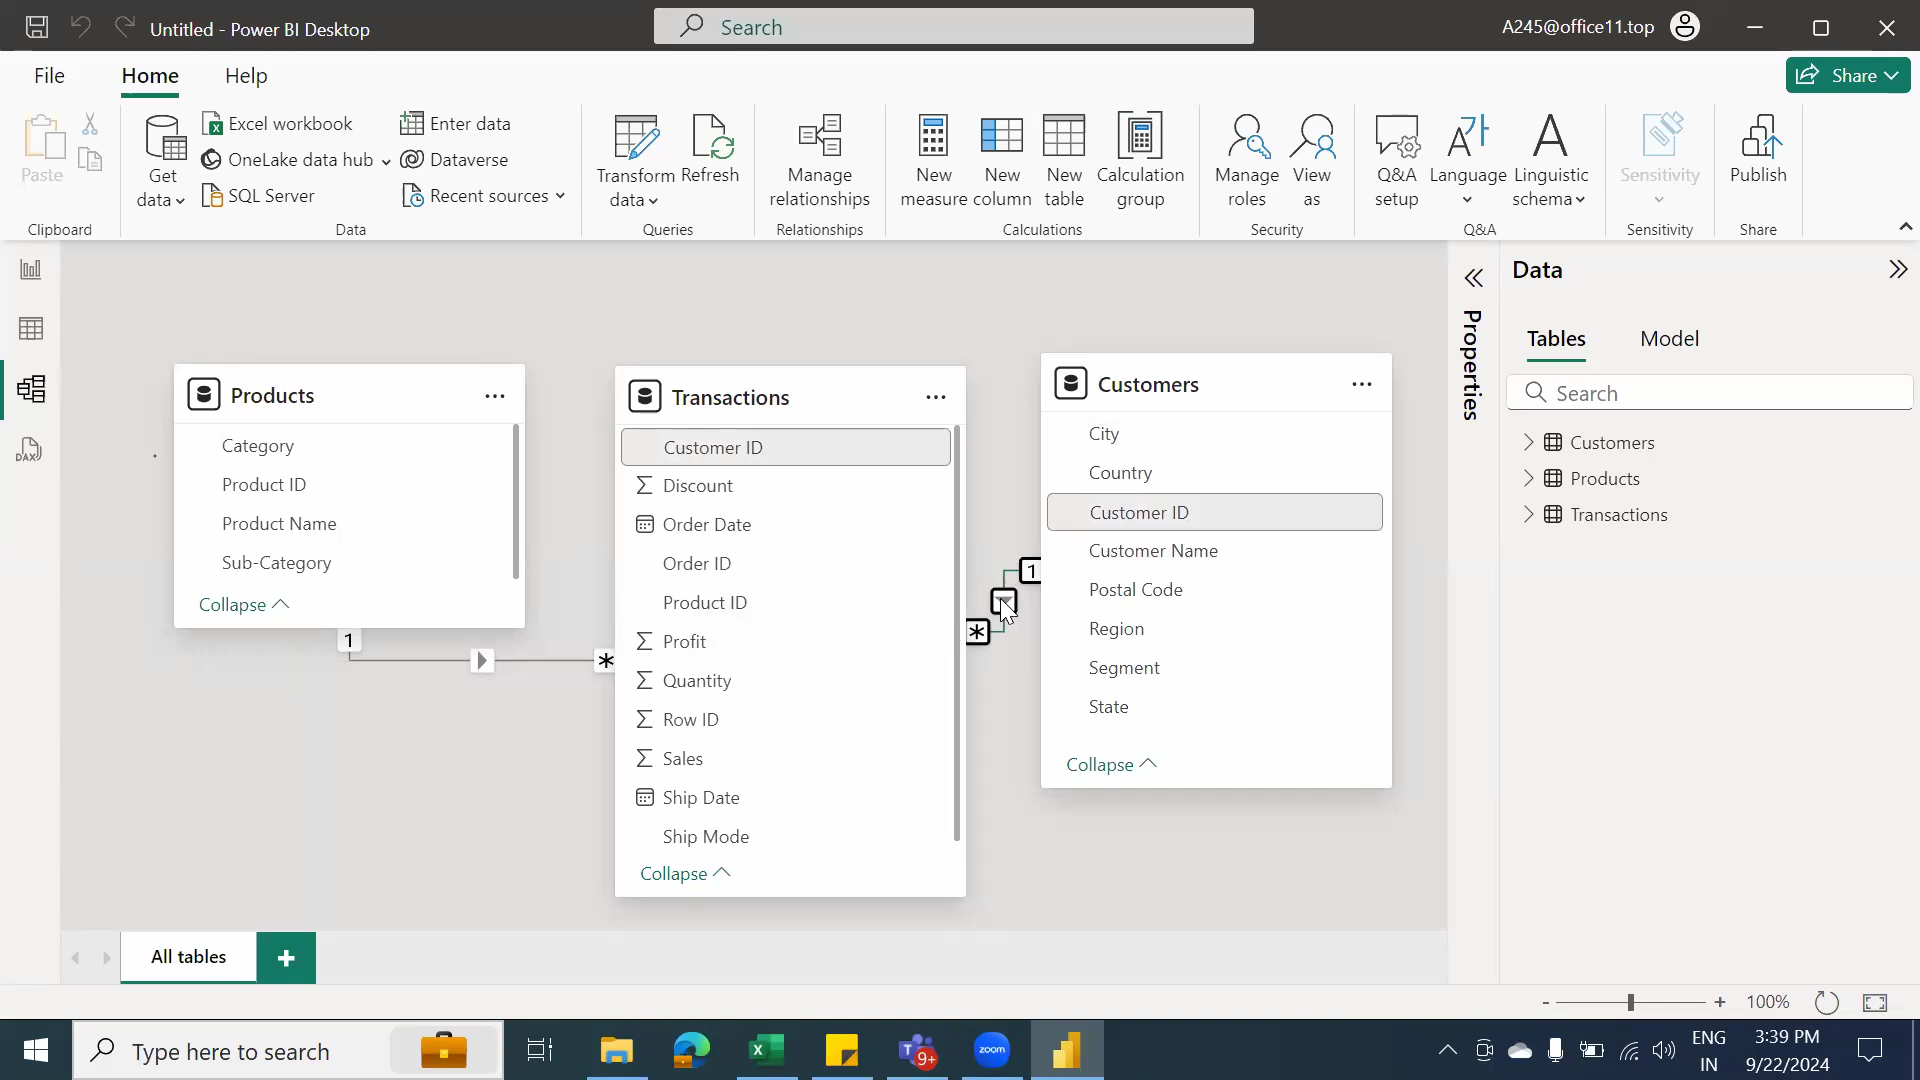 Untitled - Power BI Desktop
Search
A245@office11.top
File
Home
Help
Share
Paste
Clipboard
Get data
Excel workbook
OneLake data hub
SQL Server
Enter data
Dataverse
Recent sources
Data
Transform data
Refresh
Queries
Manage relationships
Relationships
New measure
New column
New table
Calculation group
Calculations
Manage roles
View as
Security
Q&A setup
Language
Linguistic schema
Q&A
Sensitivity
Sensitivity
Publish
Share
DAX
Products
Category
Product ID
Product Name
Sub-Category
Collapse
1
*
Transactions
Customer ID
Discount
Order Date
Order ID
Product ID
Profit
Quantity
Row ID
Sales
Ship Date
Ship Mode
Collapse
1
*
Customers
City
Country
Customer ID
Customer Name
Postal Code
Region
Segment
State
Collapse
Properties
Data
Tables
Model
Search
Customers
Products
Transactions
All tables
+
- + 100%
Type here to search
9+
zoom
ENG
IN
3:39 PM
9/22/2024